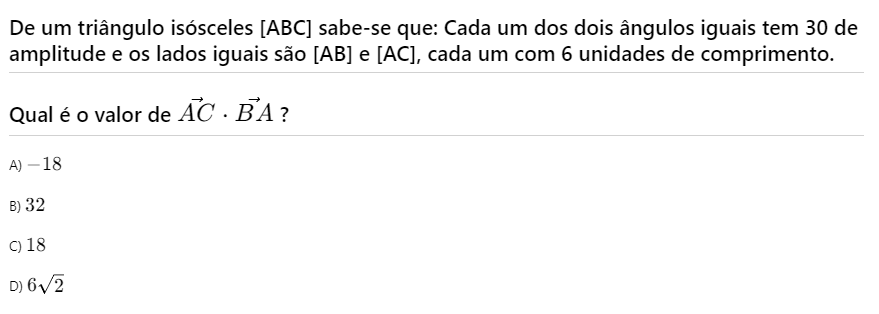 De um triângulo isósceles [ABC] sabe-se que: Cada um dos dois ângulos iguais tem 30 de
amplitude e os lados iguais são [AB] e [AC], cada um com 6 unidades de comprimento.
Qual é o valor de $\vec{AC} \cdot \vec{BA}$ ?
A) −18
B) 32
C) 18
D) 6√2